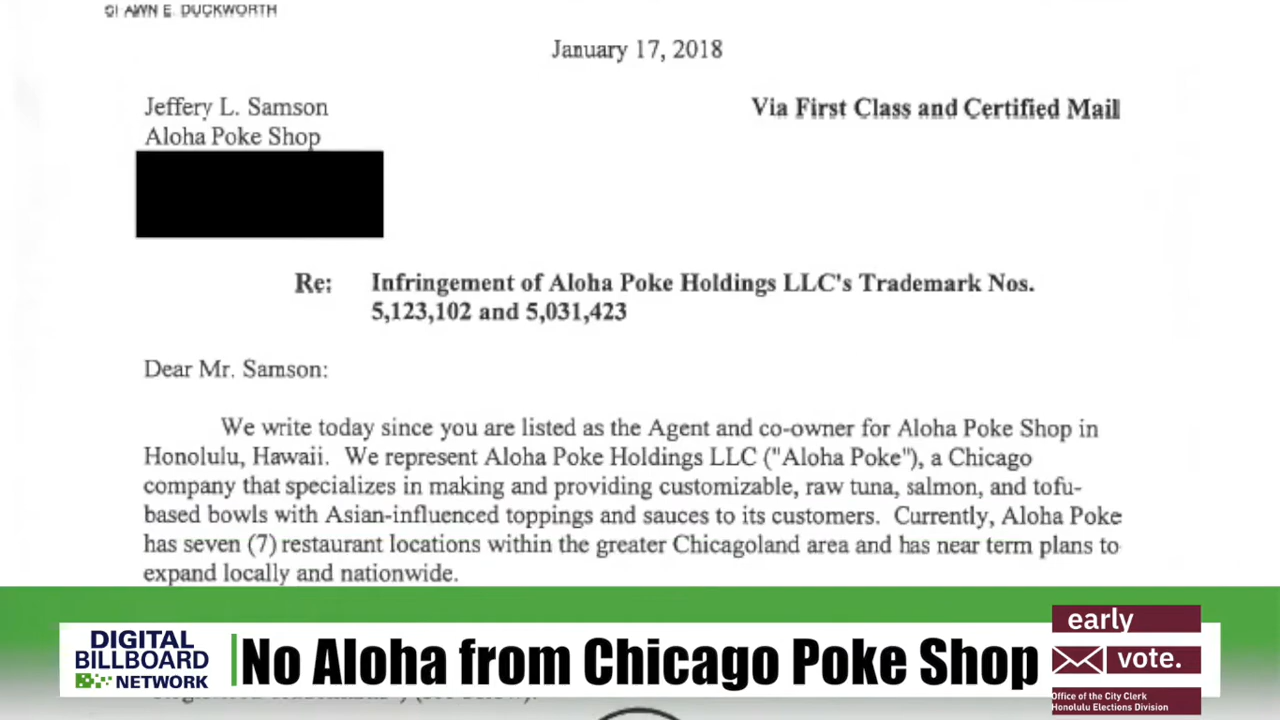 SHAWN E. DUCKWORTH
January 17, 2018
Jeffery L. Samson
Via First Class and Certified Mail
Aloha Poke Shop
Re: Infringement of Aloha Poke Holdings LLC's Trademark Nos.
5,123,102 and 5,031,423
Dear Mr. Samson:
We write today since you are listed as the Agent and co-owner for Aloha Poke Shop in
Honolulu, Hawaii. We represent Aloha Poke Holdings LLC ("Aloha Poke"), a Chicago
company that specializes in making and providing customizable, raw tuna, salmon, and tofu-
based bowls with Asian-influenced toppings and sauces to its customers. Currently, Aloha Poke
has seven (7) restaurant locations within the greater Chicagoland area and has near term plans to
expand locally and nationwide.
DIGITAL
BILLBOARD
NETWORK
No Aloha from Chicago Poke Shop
early
vote.
Office of the City Clerk
Honolulu Elections Division